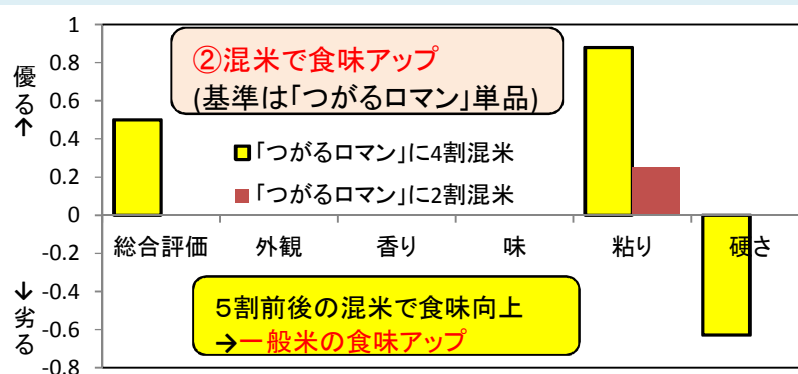 1
0.8
0.6
0.4
0.2
0
-0.2
-0.4
-0.6
-0.8
優る↑
↓劣る
②混米で食味アップ
(基準は「つがるロマン」単品)
「つがるロマン」に4割混米
「つがるロマン」に2割混米
総合評価 外観 香り 味 粘り 硬さ
５割前後の混米で食味向上
→一般米の食味アップ